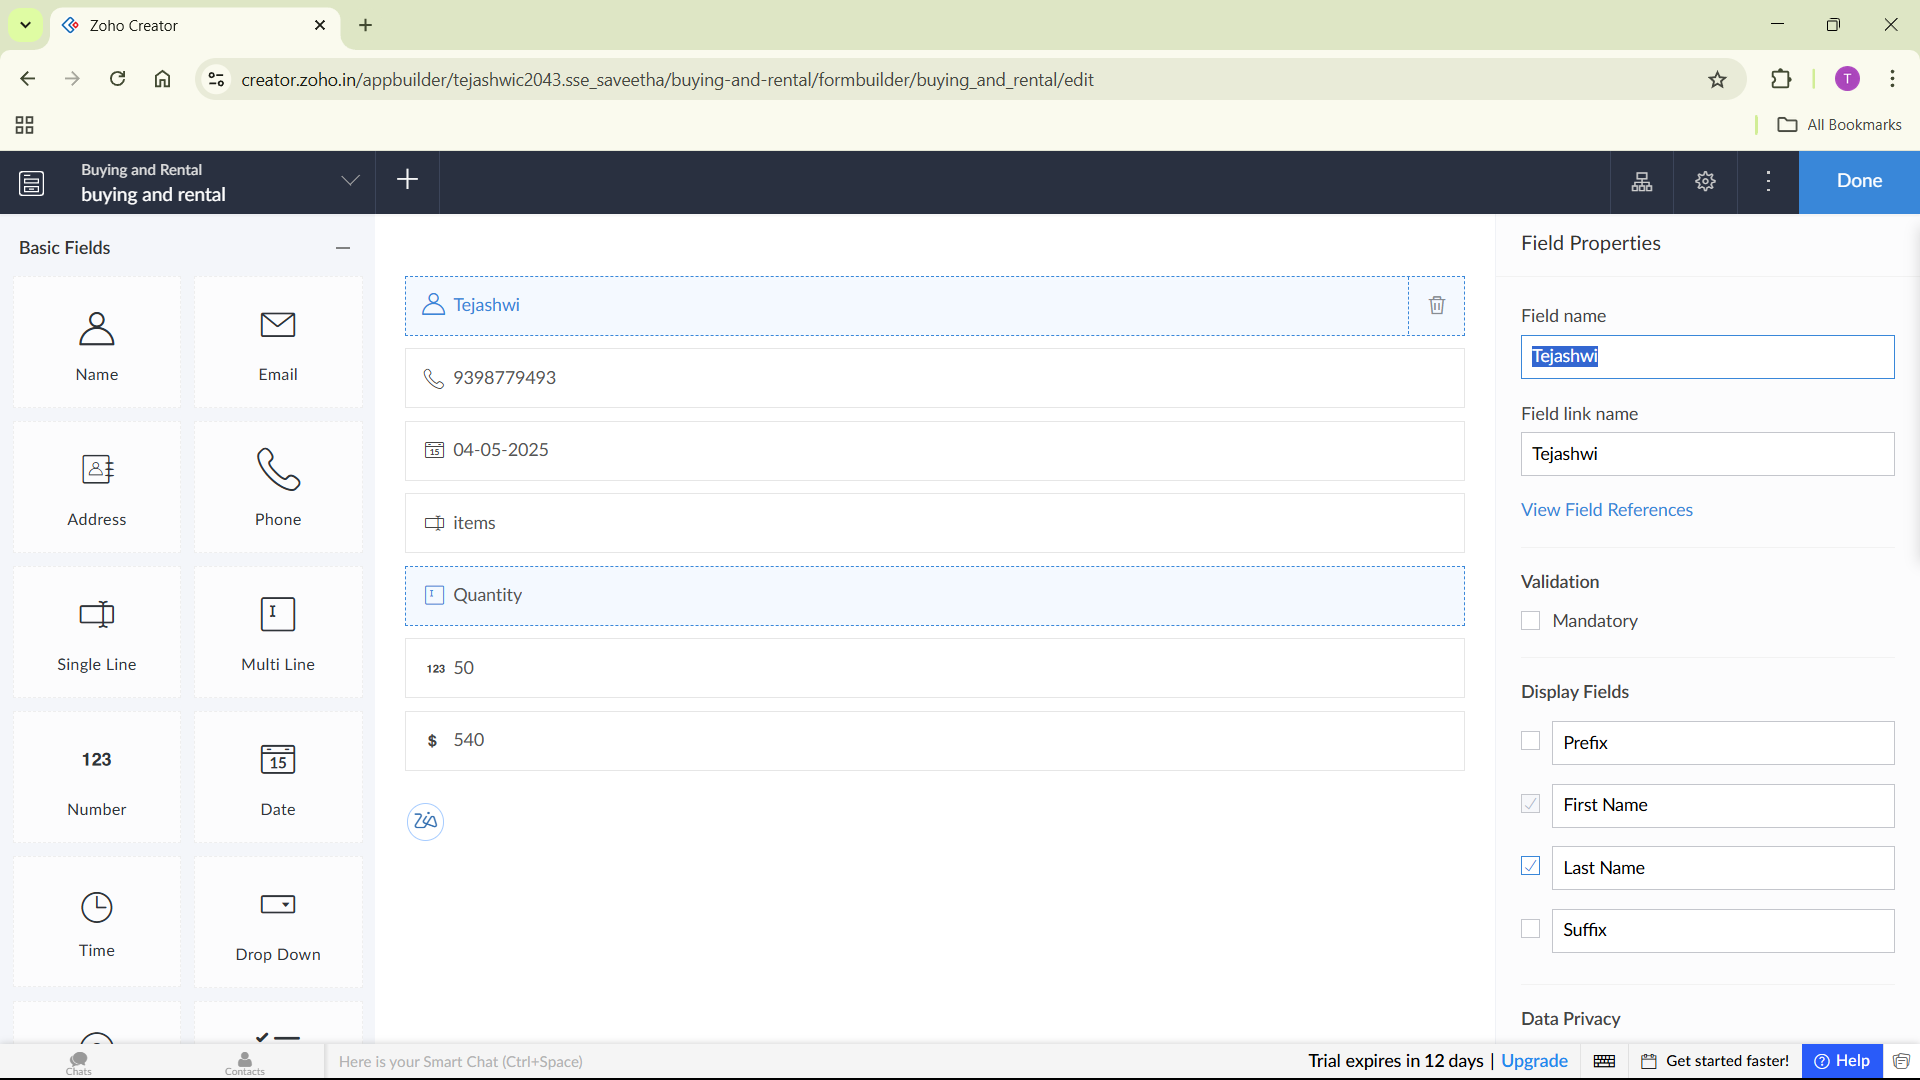 Zoho Creator
creator.zoho.in/appbuilder/tejashwic2043.sse_saveetha/buying-and-rental/formbuilder/buying_and_rental/edit
T
All Bookmarks
Buying and Rental
buying and rental
Done
Basic Fields
Name
Email
Address
Phone
Single Line
Multi Line
123
Number
15
Date
Time
Drop Down
Tejashwi
9398779493
15 04-05-2025
items
Quantity
123 50
$ 540
Zia
Field Properties
Field name
Tejashwi
Field link name
Tejashwi
View Field References
Validation
Mandatory
Display Fields
Prefix
First Name
Last Name
Suffix
Data Privacy
Chats
Contacts
Here is your Smart Chat (Ctrl+Space)
Trial expires in 12 days | Upgrade
Get started faster!
? Help